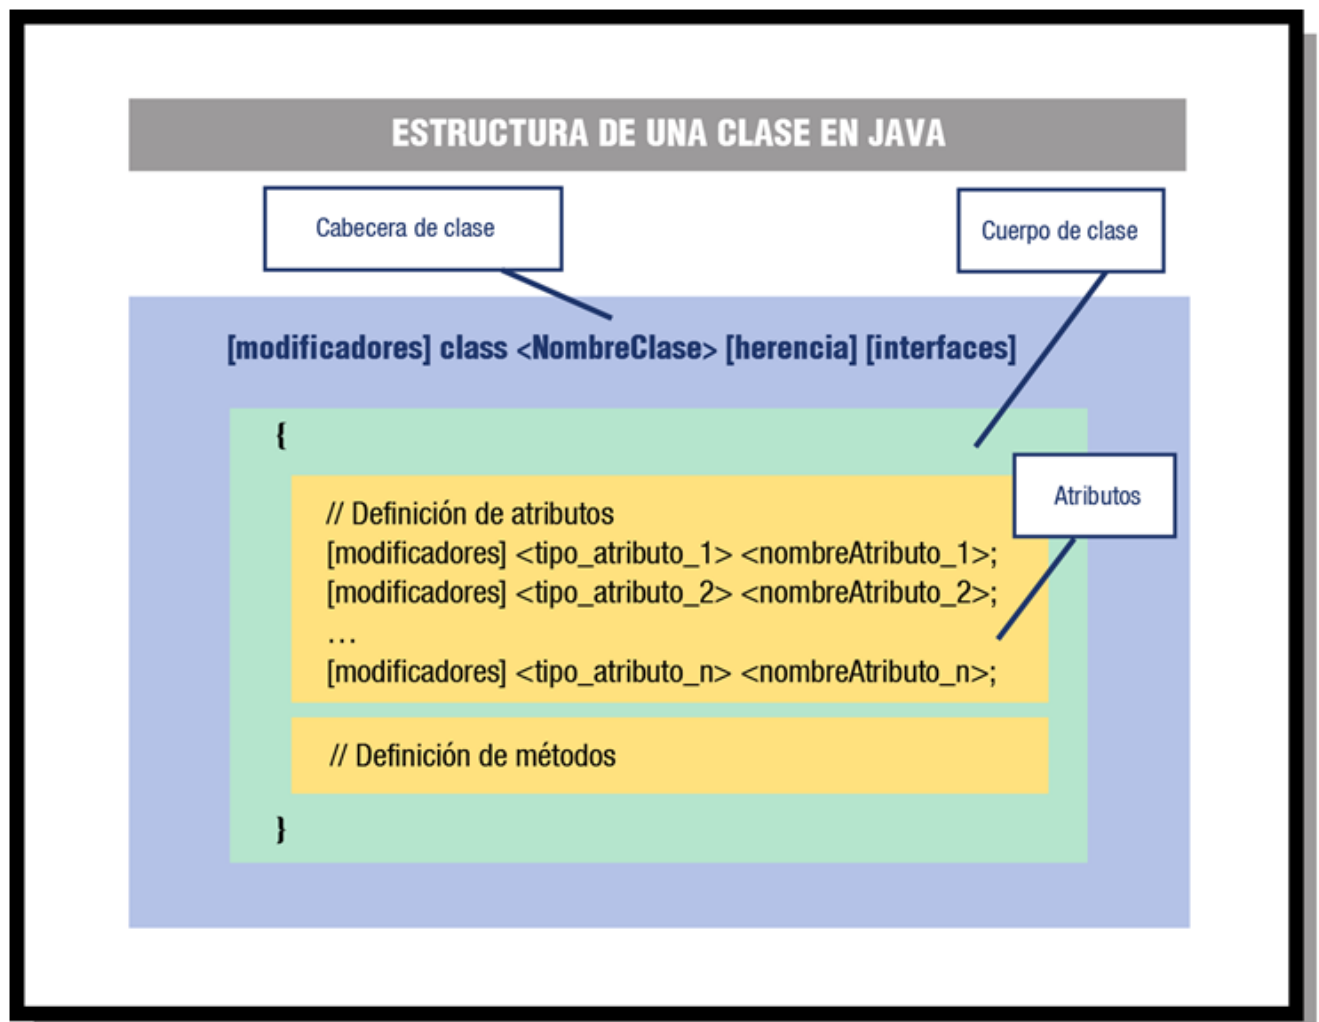 ESTRUCTURA DE UNA CLASE EN JAVA
Cabecera de clase
Cuerpo de clase
[modificadores] class <NombreClase> [herencia] [interfaces]
{
Atributos
// Definición de atributos
[modificadores] <tipo_atributo_1> <nombreAtributo_1>;
[modificadores] <tipo_atributo_2> <nombreAtributo_2>;
...
[modificadores] <tipo_atributo_n> <nombreAtributo_n>;
// Definición de métodos
}